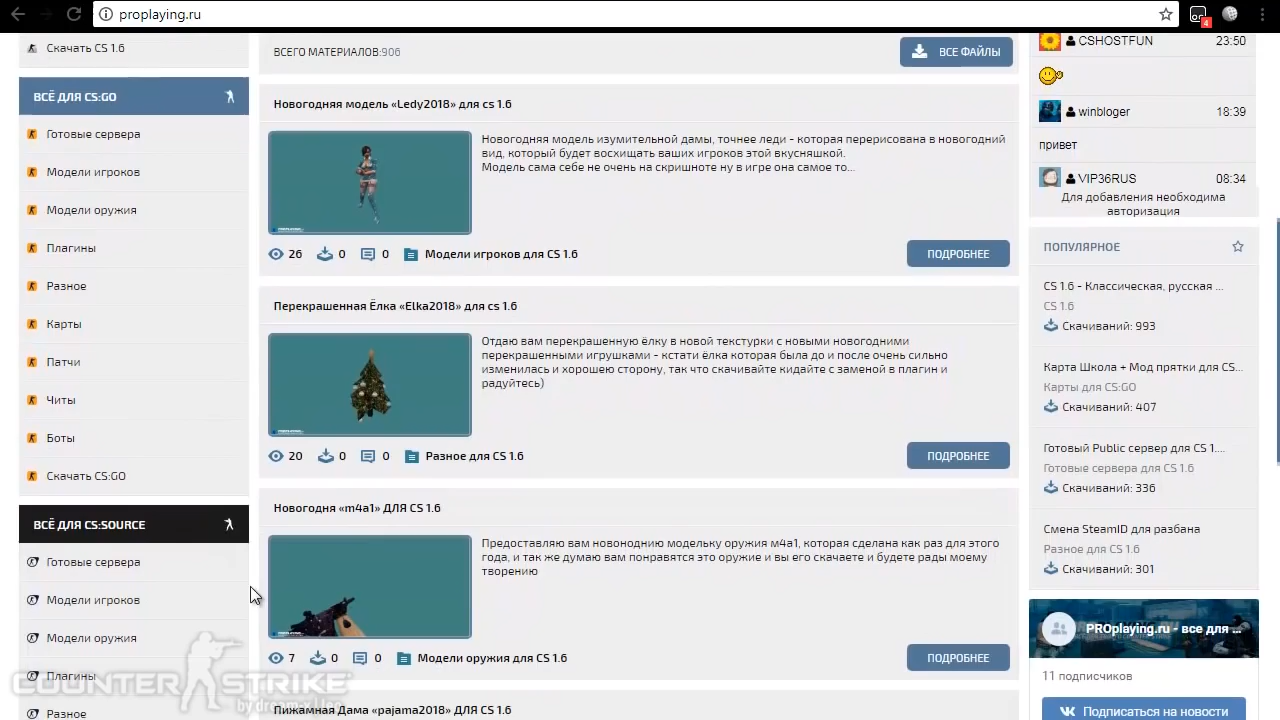 proplaying.ru
4
Скачать CS 1.6
ВСЁ ДЛЯ CS:GO
Готовые сервера
Модели игроков
Модели оружия
Плагины
Разное
Карты
Патчи
Читы
Боты
Скачать CS:GO
ВСЁ ДЛЯ CS:SOURCE
Готовые сервера
Модели игроков
Модели оружия
Плагины
Разное
COUNTER STRIKE
ВСЕГО МАТЕРИАЛОВ:906
ВСЕ ФАЙЛЫ
Новогодняя модель «Ledy2018» для cs 1.6
Новогодняя модель изумительной дамы, точнее леди - которая перерисована в новогодний
вид, который будет восхищать ваших игроков этой вкусняшкой.
Модель сама себе не очень на скришноте ну в игре она самое то...
26 0 0 Модели игроков для CS 1.6
ПОДРОБНЕЕ
Перекрашенная Ёлка «Elka2018» для cs 1.6
Отдаю вам перекрашенную ёлку в новой текстурки с новыми новогодними
перекрашенными игрушками - кстати ёлка которая была до и после очень сильно
изменилась и хорошею сторону, так что скачивайте кидайте с заменой в плагин и
радуйтесь)
20 0 0 Разное для CS 1.6
ПОДРОБНЕЕ
Новогодня «m4a1» ДЛЯ CS 1.6
Предоставляю вам новонодную модельку оружия м4а1, которая сделана как раз для этого
года, и так же думаю вам понравятся это оружие и вы его скачаете и будете рады моему
творению
7 0 0 Модели оружия для CS 1.6
ПОДРОБНЕЕ
Пижамная Дама «pajama2018» ДЛЯ CS 1.6
CSHOSTFUN 23:50
winbloger 18:39
привет
VIP36RUS 08:34
Для добавления необходима
авторизация
ПОПУЛЯРНОЕ
CS 1.6 - Классическая, русская ...
CS 1.6
Скачиваний: 993
Карта Школа + Мод прятки для CS...
Карты для CS:GO
Скачиваний: 407
Готовый Public сервер для CS 1....
Готовые сервера для CS 1.6
Скачиваний: 336
Смена SteamID для разбана
Разное для CS 1.6
Скачиваний: 301
PROplaying.ru - все для ...
11 подписчиков
Подписаться на новости